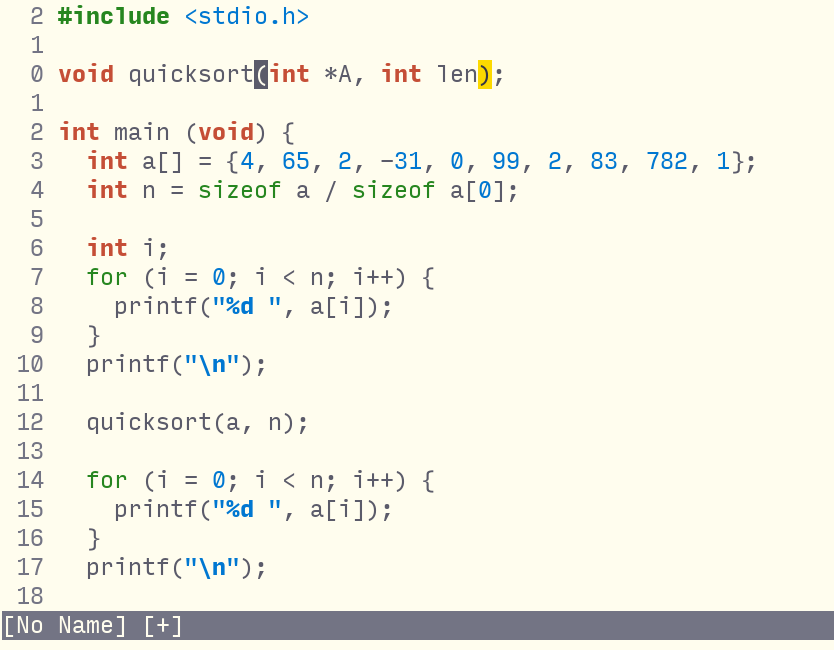 2 #include <stdio.h>
1
0 void quicksort(int *A, int len);
1
2 int main (void) {
3   int a[] = {4, 65, 2, -31, 0, 99, 2, 83, 782, 1};
4   int n = sizeof a / sizeof a[0];
5
6   int i;
7   for (i = 0; i < n; i++) {
8     printf("%d ", a[i]);
9   }
10   printf("\n");
11
12   quicksort(a, n);
13
14   for (i = 0; i < n; i++) {
15     printf("%d ", a[i]);
16   }
17   printf("\n");
18
[No Name] [+]